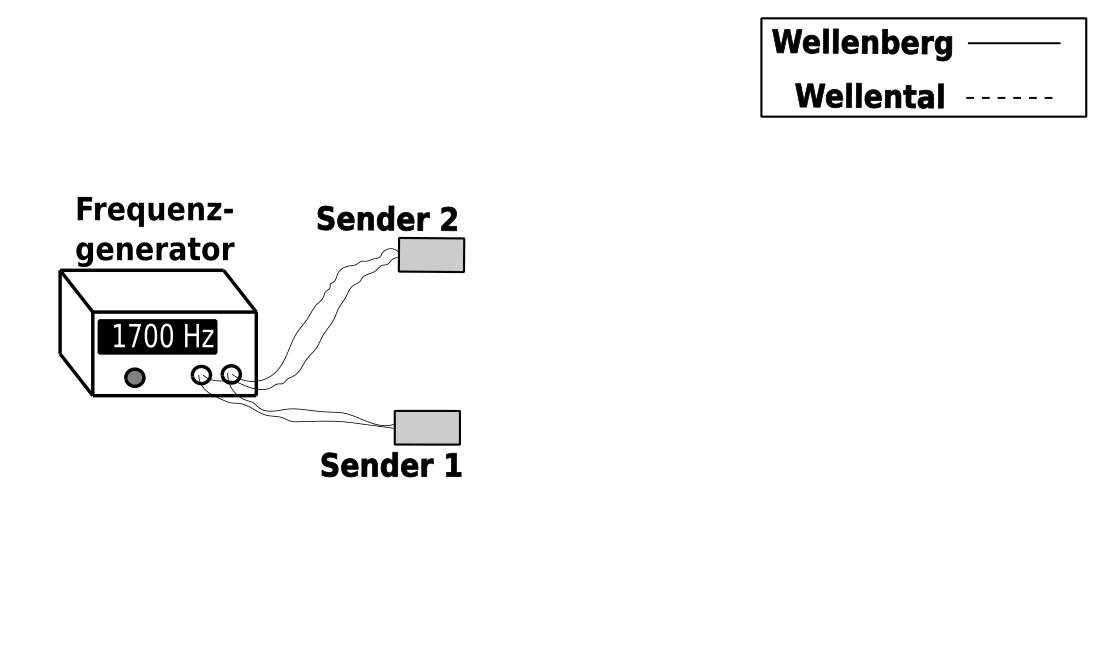 Wellenberg
Wellental
Frequenz-
generator
Sender 2
1700 Hz
Sender 1